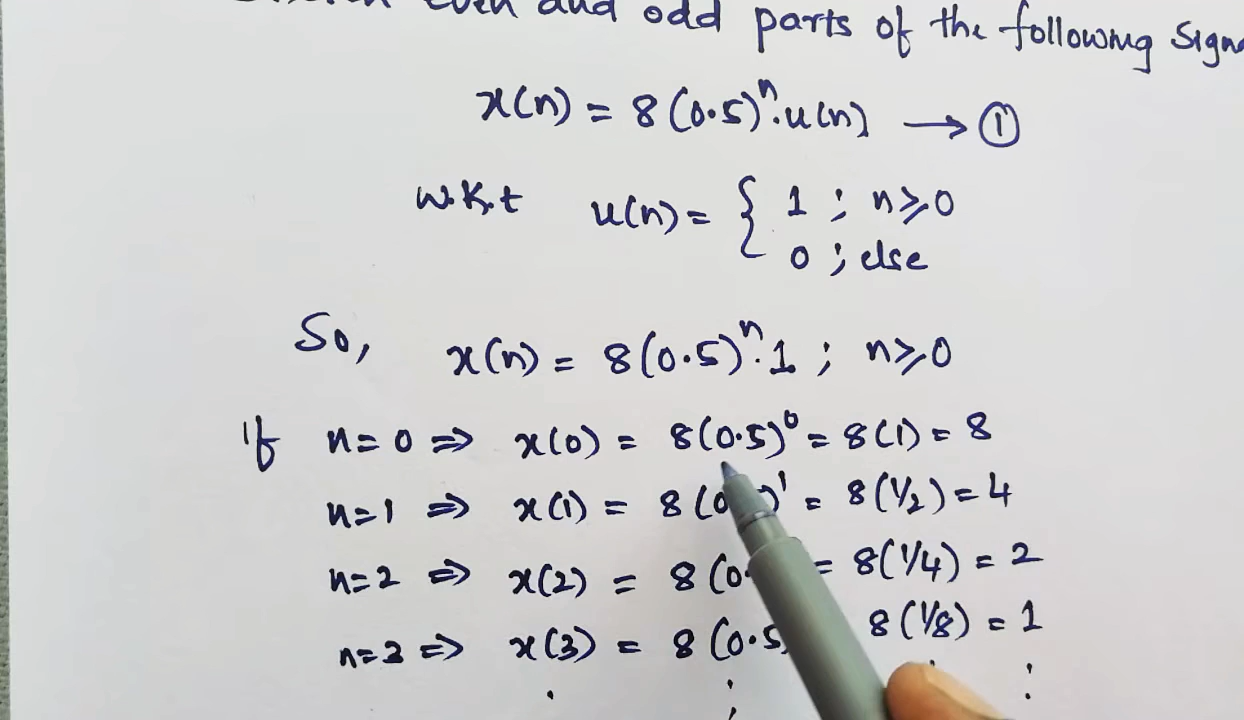 and odd parts of the following
x(n) = 8(0.5)ⁿ.u(n) → ①
W.K.t u(n) = { 1 ; n≥0
0 ; else
So, x(n) = 8(0.5)ⁿ.1 ; n≥0
If n=0 ⇒ x(0) = 8(0.5)⁰ = 8(1) = 8
n=1 ⇒ x(1) = 8(0 )¹ = 8(1/2) = 4
n=2 ⇒ x(2) = 8(0. = 8(1/4) = 2
n=3 ⇒ x(3) = 8(0.5 8(1/8) = 1